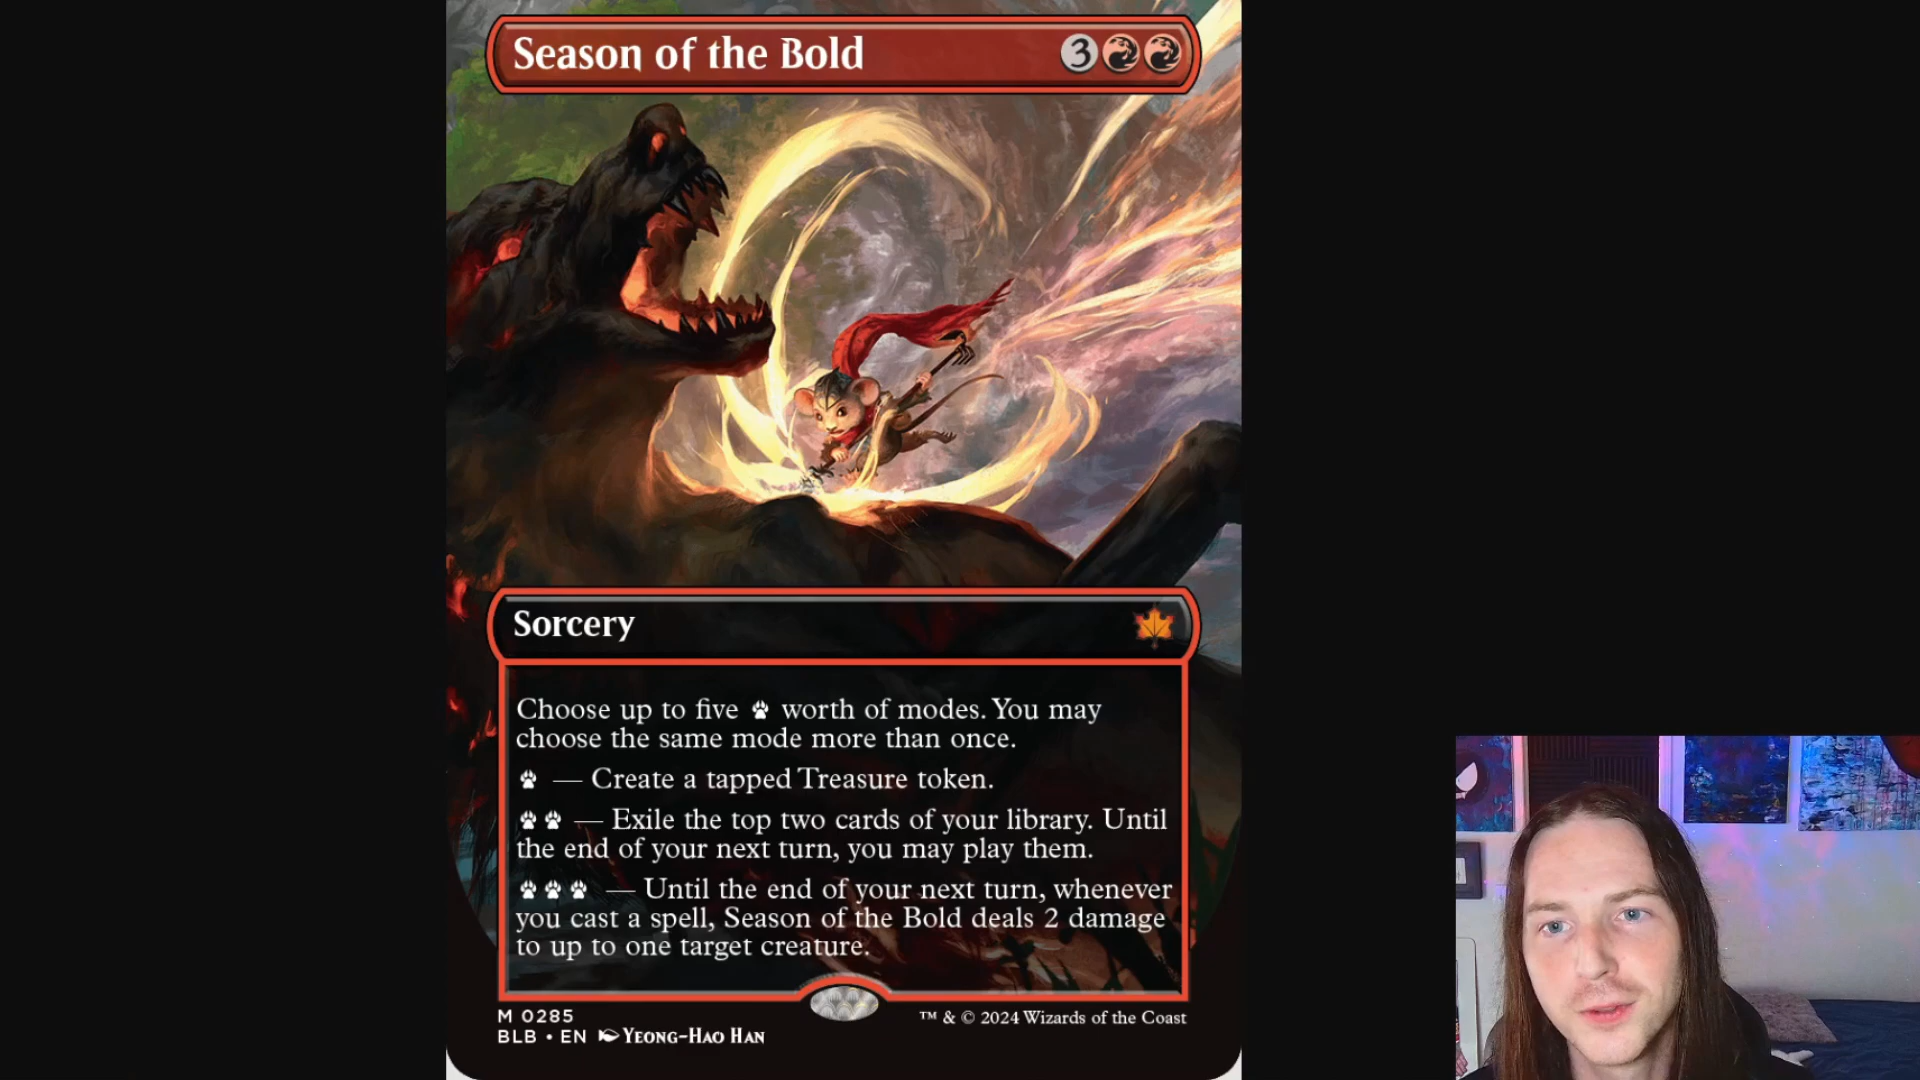 Season of the Bold 3
Sorcery
Choose up to five worth of modes. You may
choose the same mode more than once.
— Create a tapped Treasure token.
— Exile the top two cards of your library. Until
the end of your next turn, you may play them.
— Until the end of your next turn, whenever
you cast a spell, Season of the Bold deals 2 damage
to up to one target creature.
M 0285
BLB • EN YEONG-HAO HAN
™ & © 2024 Wizards of the Coast